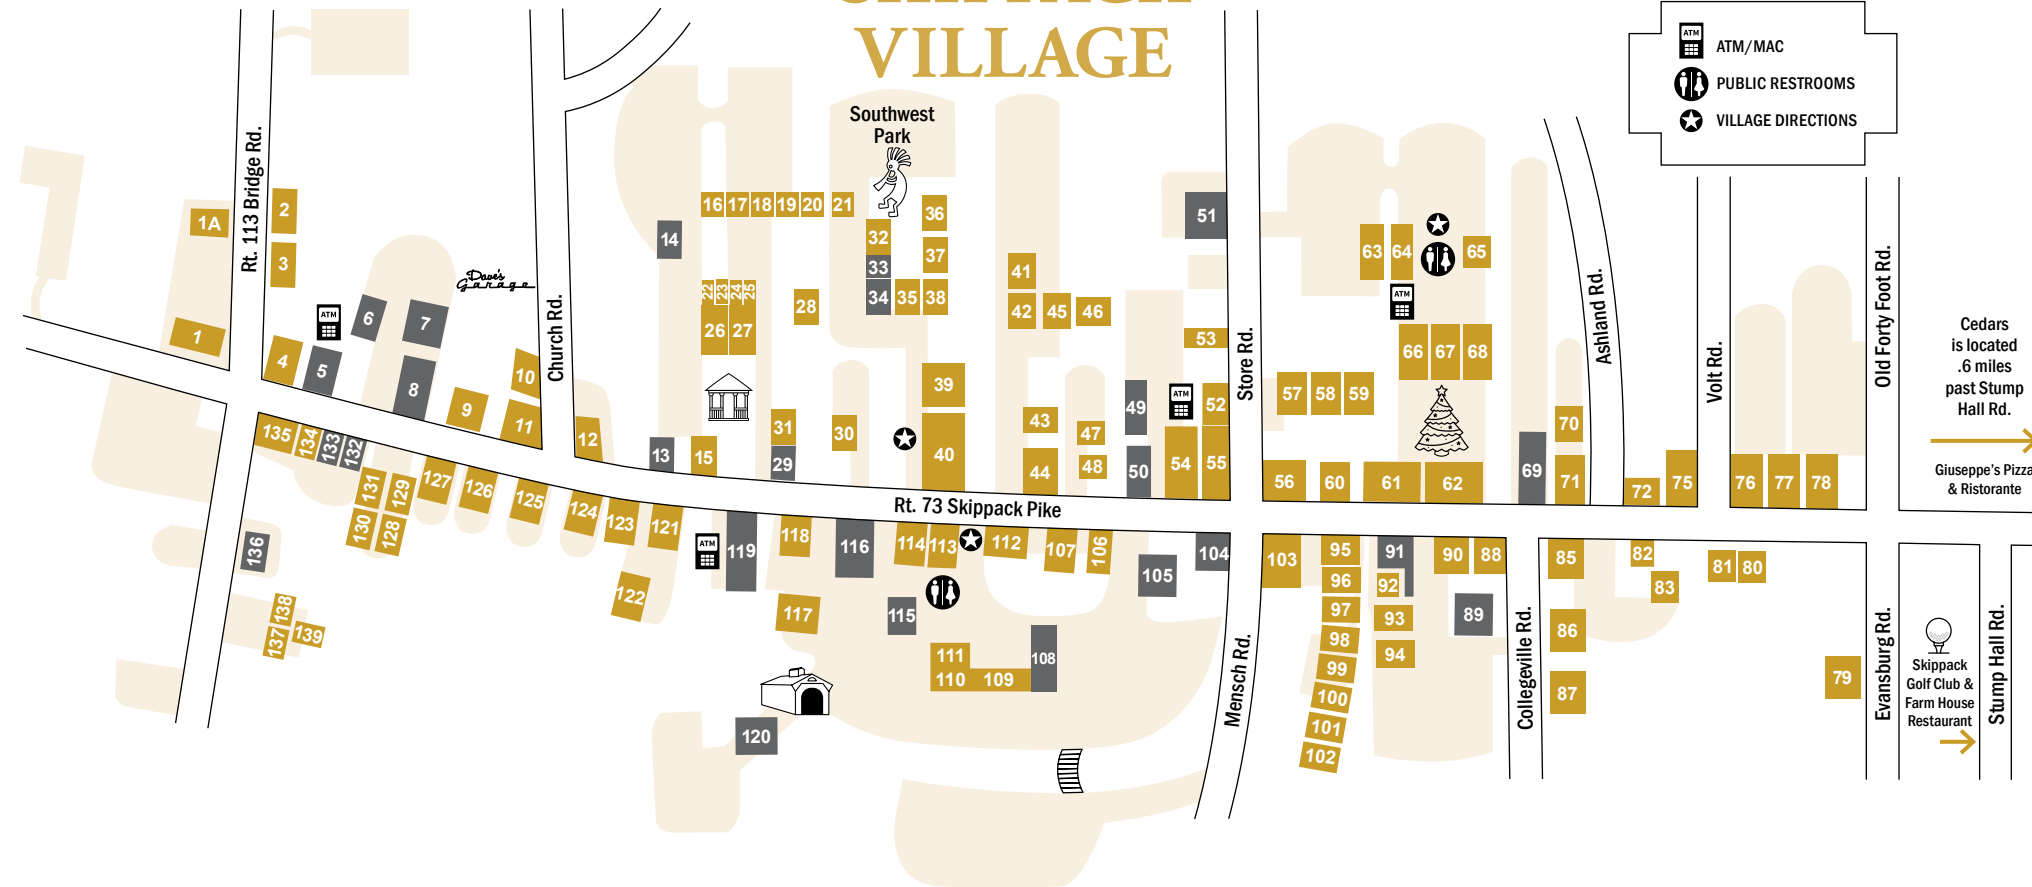 SKIPPACK
VILLAGE
ATM
ATM/MAC
PUBLIC RESTROOMS
VILLAGE DIRECTIONS
Southwest
Park
Rt. 113 Bridge Rd.
Church Rd.
Store Rd.
Ashland Rd.
Volt Rd.
Old Forty Foot Rd.
Cedars
is located
.6 miles
past Stump
Hall Rd.
Giuseppe's Pizza
& Ristorante
Dave's
Garage
1A
2
3
1
4
5
ATM
6
7
8
9
10
11
12
13
14
15
16 17 18 19 20 21
22 23 24 25
26 27
28
29
30
31
32
33
34 35 38
36
37
39
40
41
42 45 46
43
44
47
48
49
50
51
ATM
52
53
54 55
56
57 58 59
60
61
62
63 64
65
ATM
66 67 68
69
70
71
72
75
76 77 78
Rt. 73 Skippack Pike
135
134
133
132
131
129
130
128
127
126
125
124
123
121
122
136
138
137
139
ATM
119
118
117
120
116
114 113
112
107
106
115
111
110 109
108
105
104
103
95
96
97
98
99
100
101
102
91
92
93
94
90 88
89
85
86
87
82
83
81 80
79
Mensch Rd.
Collegeville Rd.
Evansburg Rd.
Stump Hall Rd.
Skippack
Golf Club &
Farm House
Restaurant